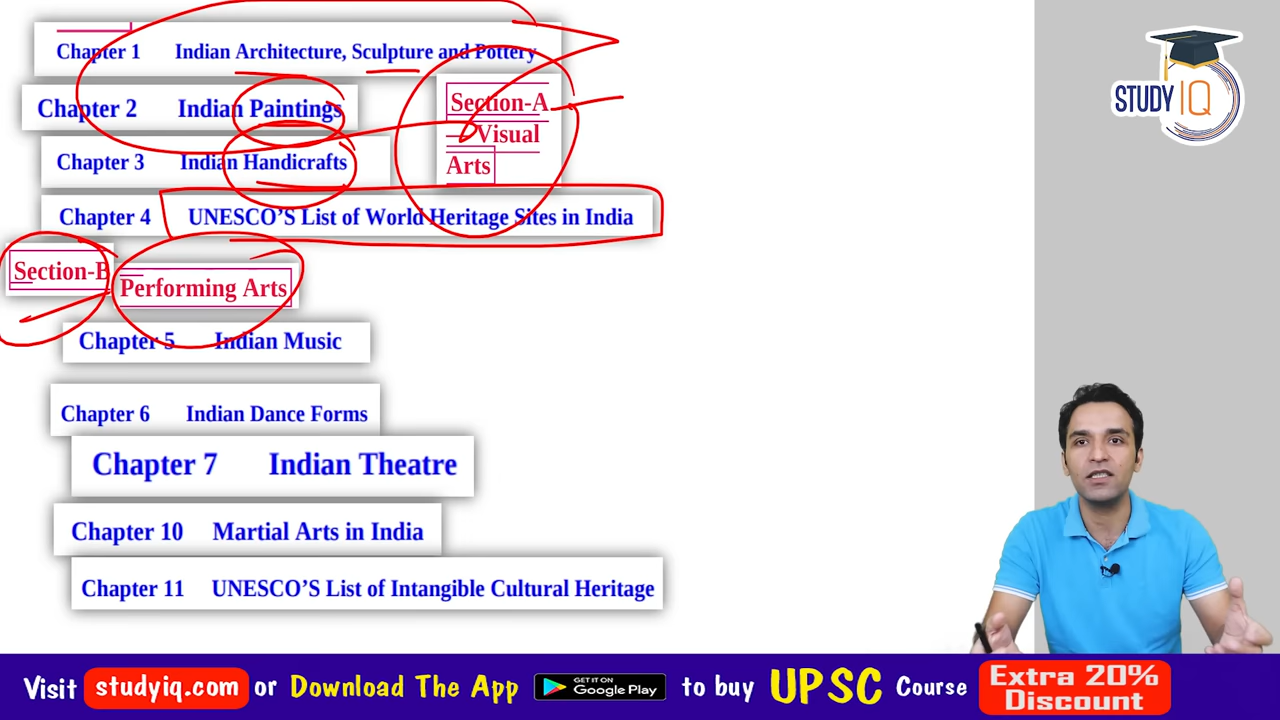 Chapter 1 Indian Architecture, Sculpture and Pottery
Chapter 2 Indian Paintings
Section-A
Visual
Arts
Chapter 3 Indian Handicrafts
Chapter 4 UNESCO'S List of World Heritage Sites in India
Section-B
Performing Arts
Chapter 5 Indian Music
Chapter 6 Indian Dance Forms
Chapter 7 Indian Theatre
Chapter 10 Martial Arts in India
Chapter 11 UNESCO'S List of Intangible Cultural Heritage
STUDY IQ
Visit studyiq.com or Download The App GET IT ON Google Play to buy UPSC Course Extra 20% Discount